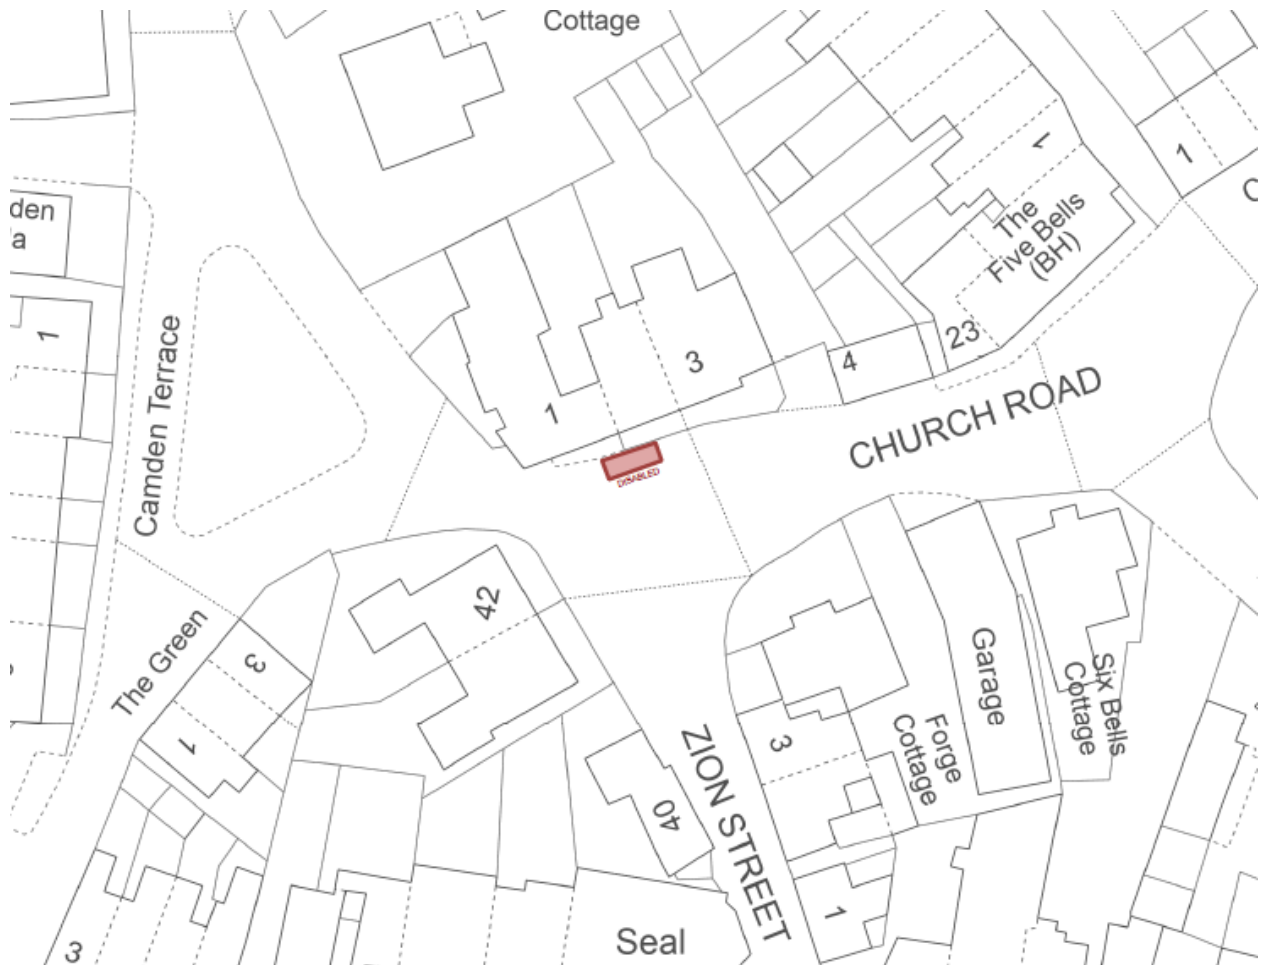 Cottage
1
1
den
a
C
The
Five Bells
(BH)
1
Camden Terrace
3
4
23
1
CHURCH ROAD
DISABLED
42
The Green
3
Garage
Six Bells
Cottage
1
3
Forge
Cottage
ZION STREET
40
1
3
Seal